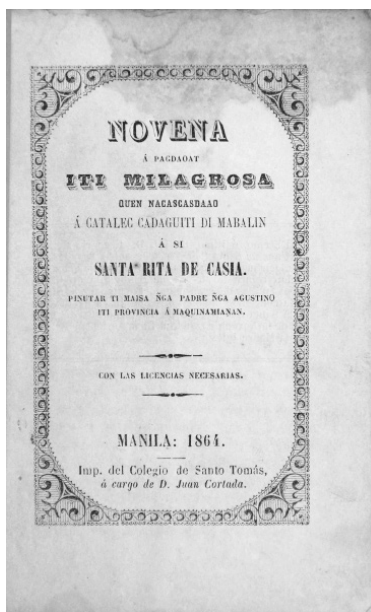 NOVENA
Á PAGDAOAT
ITI MILAGROSA
QUEN NACASCASDAAO
Á CATALEC CADAGUITI DI MABALIN
Á SI
SANTA RITA DE CASIA.
PINUTAR TI MAISA ÑGA PADRE ÑGA AGUSTINO
ITI PROVINCIA Á MAQUINAMIANAN.
CON LAS LICENCIAS NECESARIAS.
MANILA: 1864.
Imp. del Colegio de Santo Tomás,
á cargo de D. Juan Cortada.